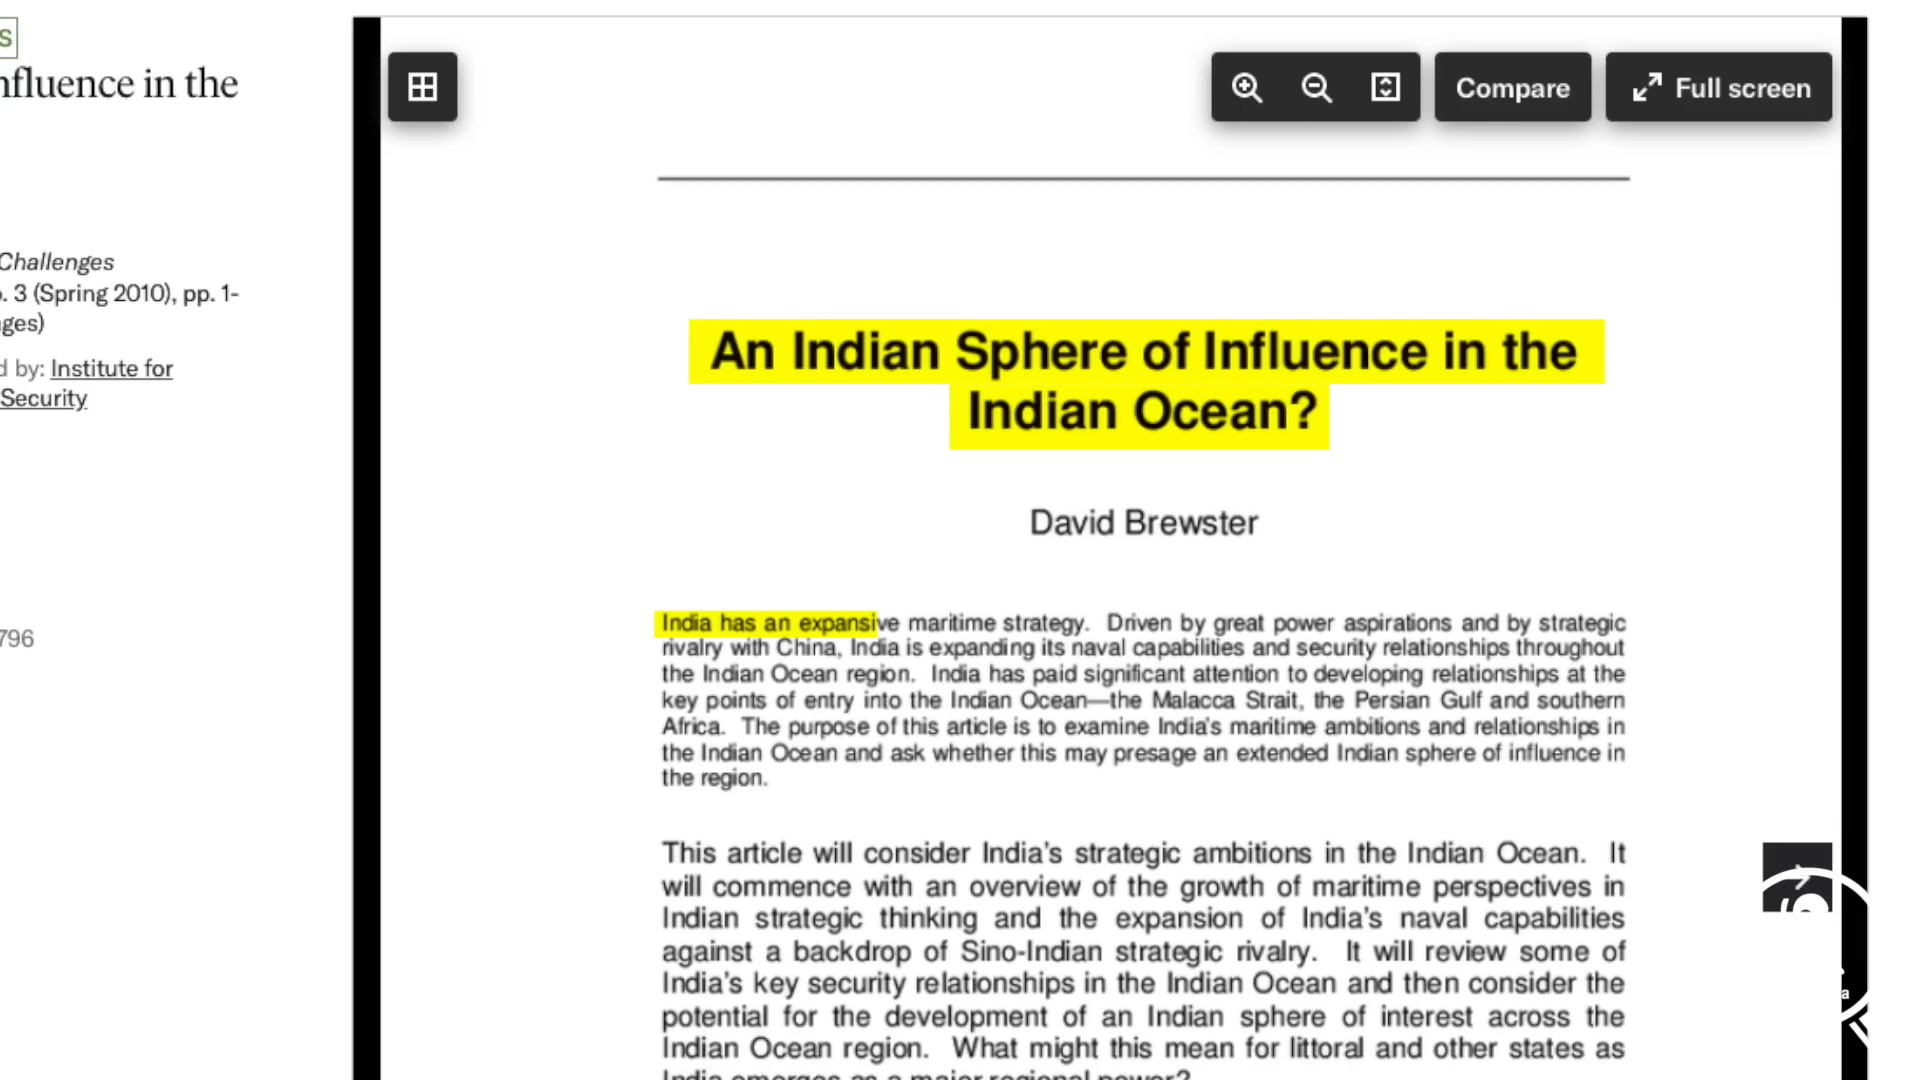 S
nfluence in the
Challenges
. 3 (Spring 2010), pp. 1-
ges)
d by: Institute for
Security
796
Compare
Full screen
An Indian Sphere of Influence in the
Indian Ocean?
David Brewster
India has an expansive maritime strategy. Driven by great power aspirations and by strategic
rivalry with China, India is expanding its naval capabilities and security relationships throughout
the Indian Ocean region. India has paid significant attention to developing relationships at the
key points of entry into the Indian Ocean—the Malacca Strait, the Persian Gulf and southern
Africa. The purpose of this article is to examine India's maritime ambitions and relationships in
the Indian Ocean and ask whether this may presage an extended Indian sphere of influence in
the region.
This article will consider India's strategic ambitions in the Indian Ocean. It
will commence with an overview of the growth of maritime perspectives in
Indian strategic thinking and the expansion of India's naval capabilities
against a backdrop of Sino-Indian strategic rivalry. It will review some of
India's key security relationships in the Indian Ocean and then consider the
potential for the development of an Indian sphere of interest across the
Indian Ocean region. What might this mean for littoral and other states as
India emerges as a major regional power?